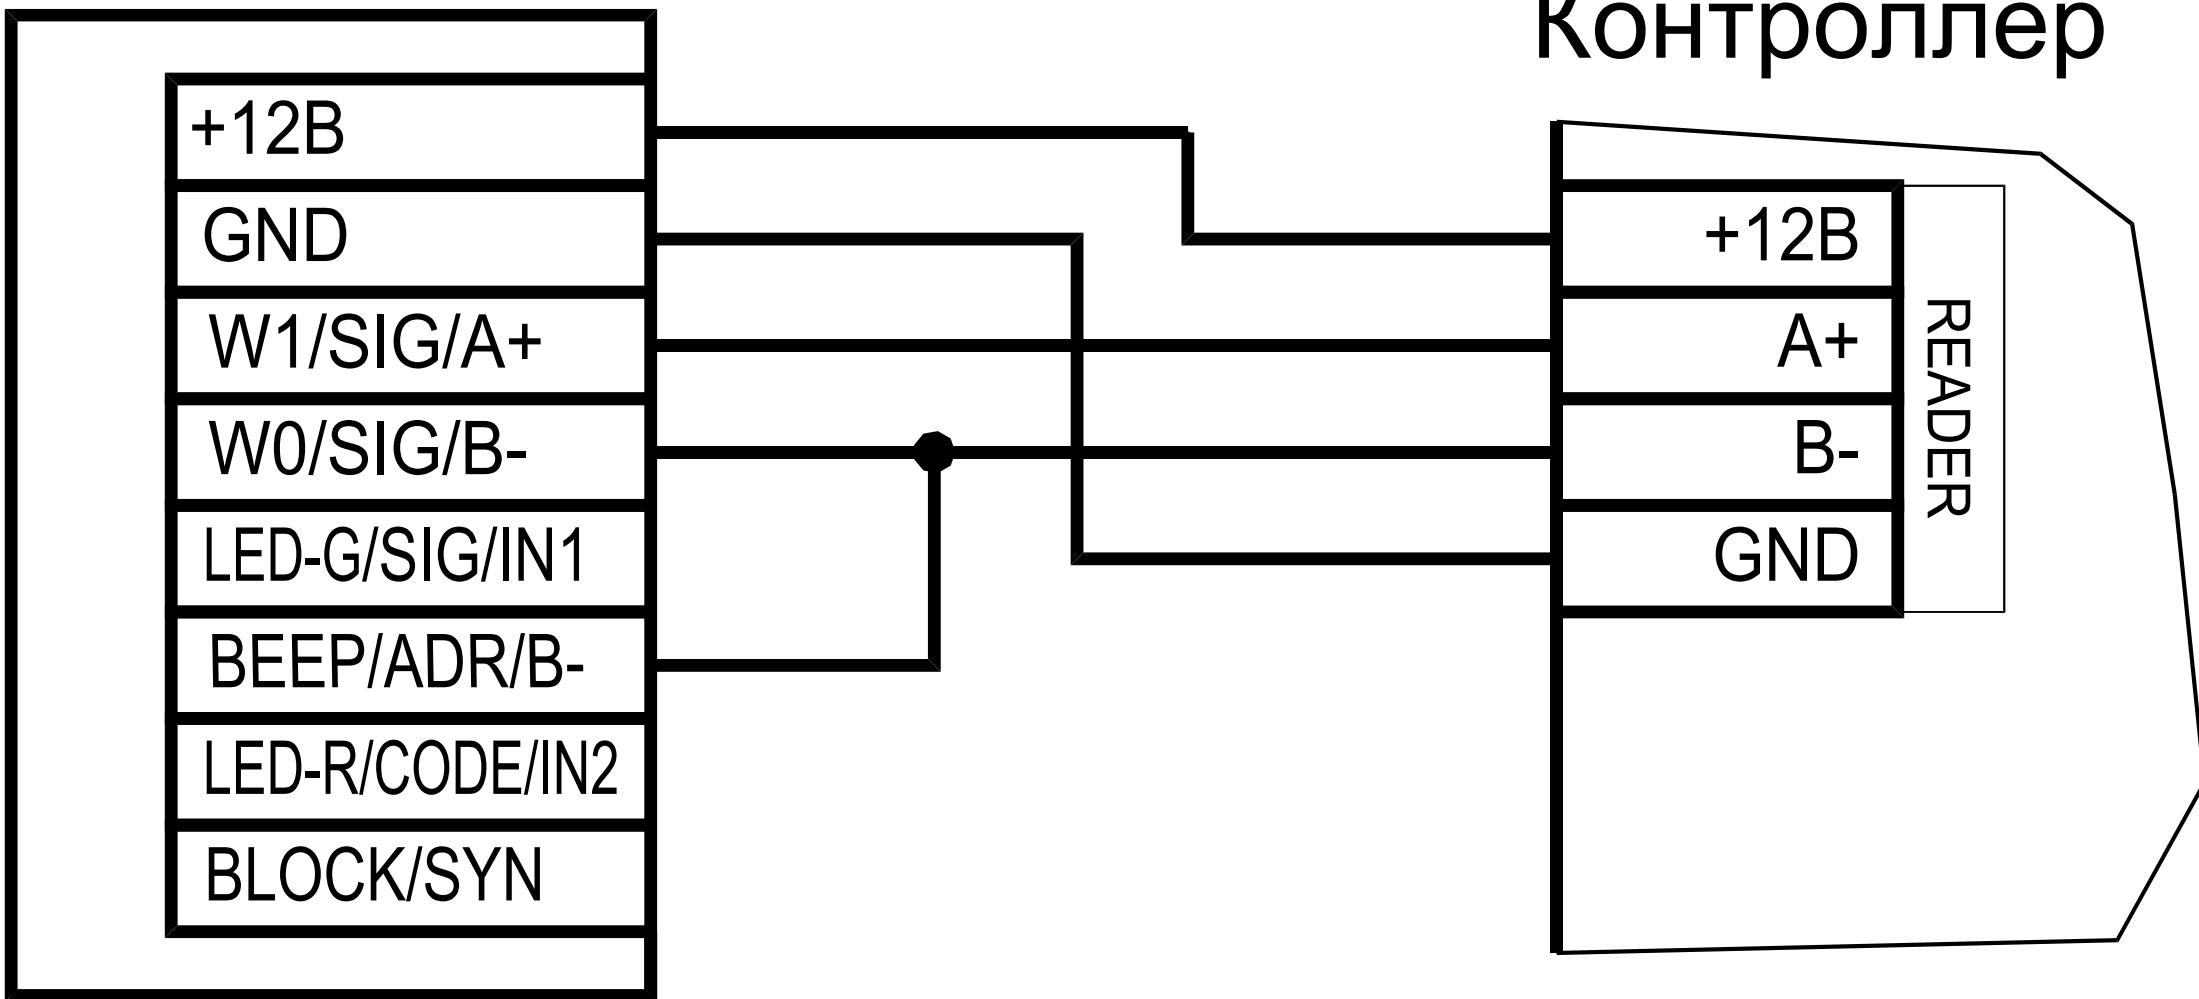 Контроллер
+12В
GND
W1/SIG/A+
W0/SIG/B-
LED-G/SIG/IN1
BEEP/ADR/B-
LED-R/CODE/IN2
BLOCK/SYN
+12В
A+
B-
GND
READER